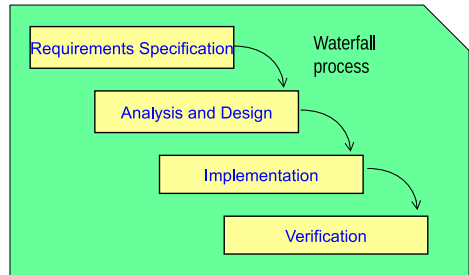 Requirements Specification
Waterfall
process
Analysis and Design
Implementation
Verification